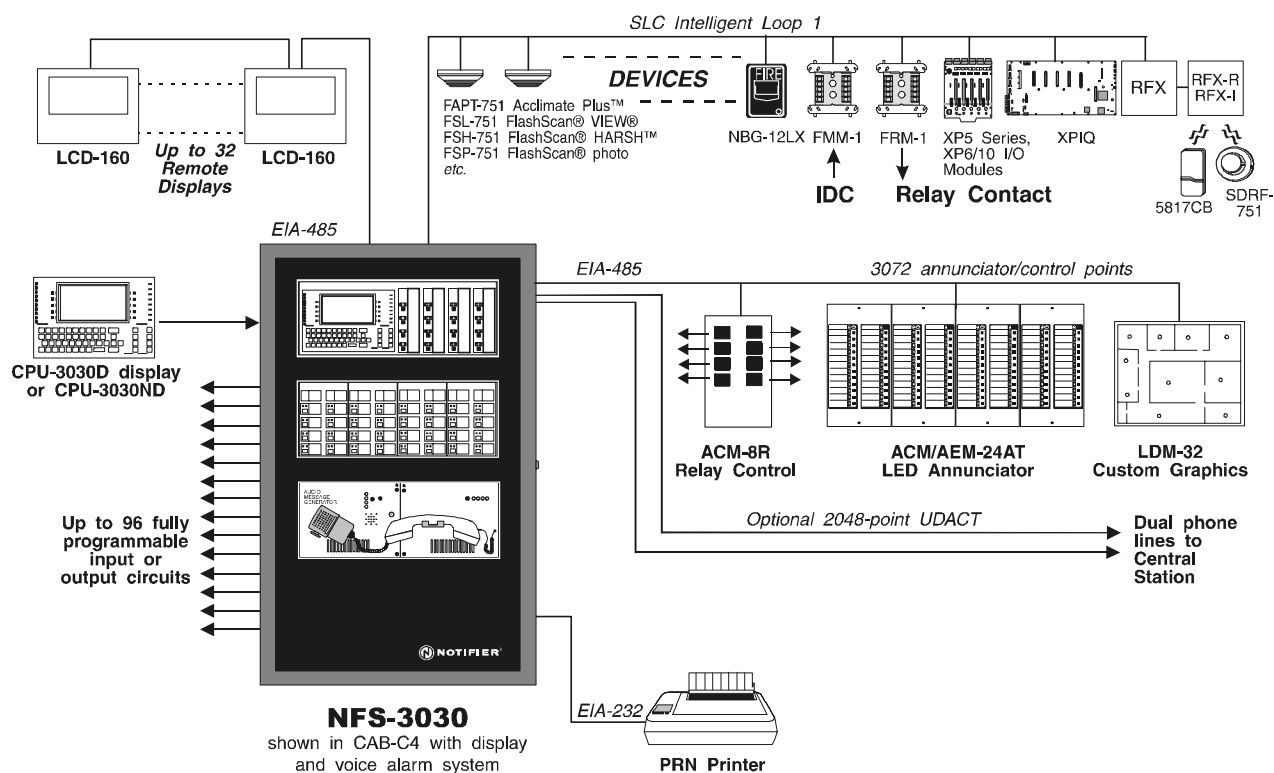 SLC Intelligent Loop 1
LCD-160
Up to 32
Remote
Displays
LCD-160
DEVICES
FAPT-751 Acclimate Plus™
FSL-751 FlashScan® VIEW®
FSH-751 FlashScan® HARSH™
FSP-751 FlashScan® photo
etc.
FIRE
NBG-12LX
FMM-1
FRM-1
XP5 Series,
XP6/10 I/O
Modules
XPIQ
RFX
RFX-R
RFX-I
IDC
Relay Contact
5817CB
SDRF-
751
EIA-485
EIA-485
3072 annunciator/control points
CPU-3030D display
or CPU-3030ND
ACM-8R
Relay Control
ACM/AEM-24AT
LED Annunciator
LDM-32
Custom Graphics
AUDIO
MESSAGE
GENERATOR
Up to 96 fully
programmable
input or
output circuits
Optional 2048-point UDACT
Dual phone
lines to
Central
Station
N NOTIFIER®
EIA-232
NFS-3030
shown in CAB-C4 with display
and voice alarm system
PRN Printer